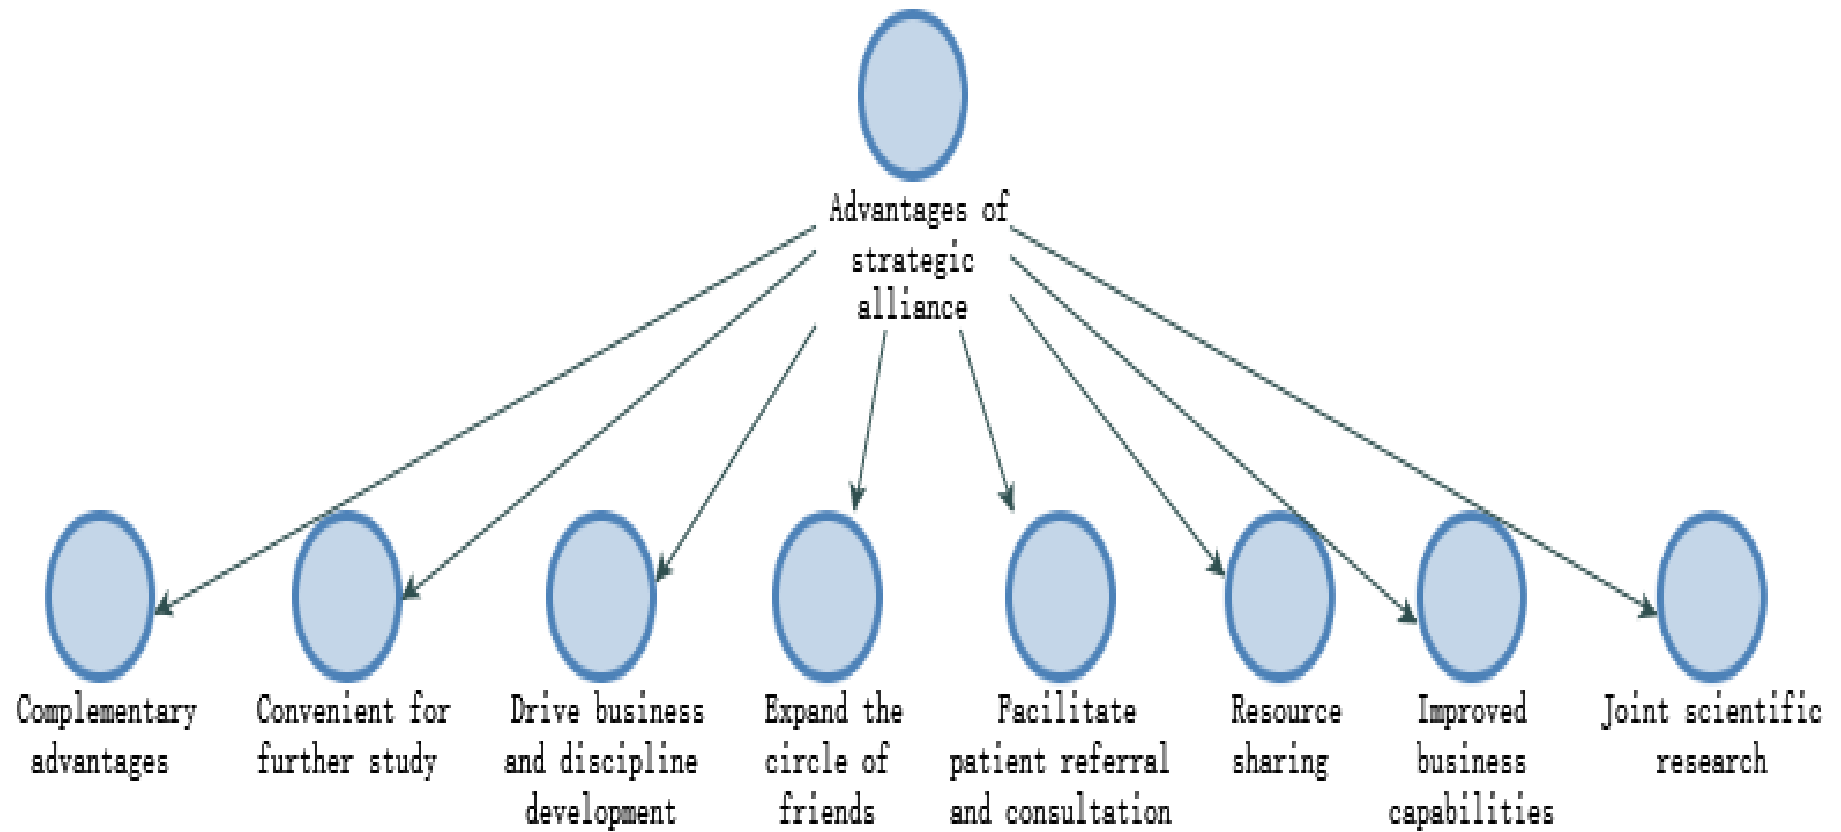 Advantages of
strategic
alliance
Complementary
advantages
Convenient for
further study
Drive business
and discipline
development
Expand the
circle of
friends
Facilitate
patient referral
and consultation
Resource
sharing
Improved
business
capabilities
Joint scientific
research